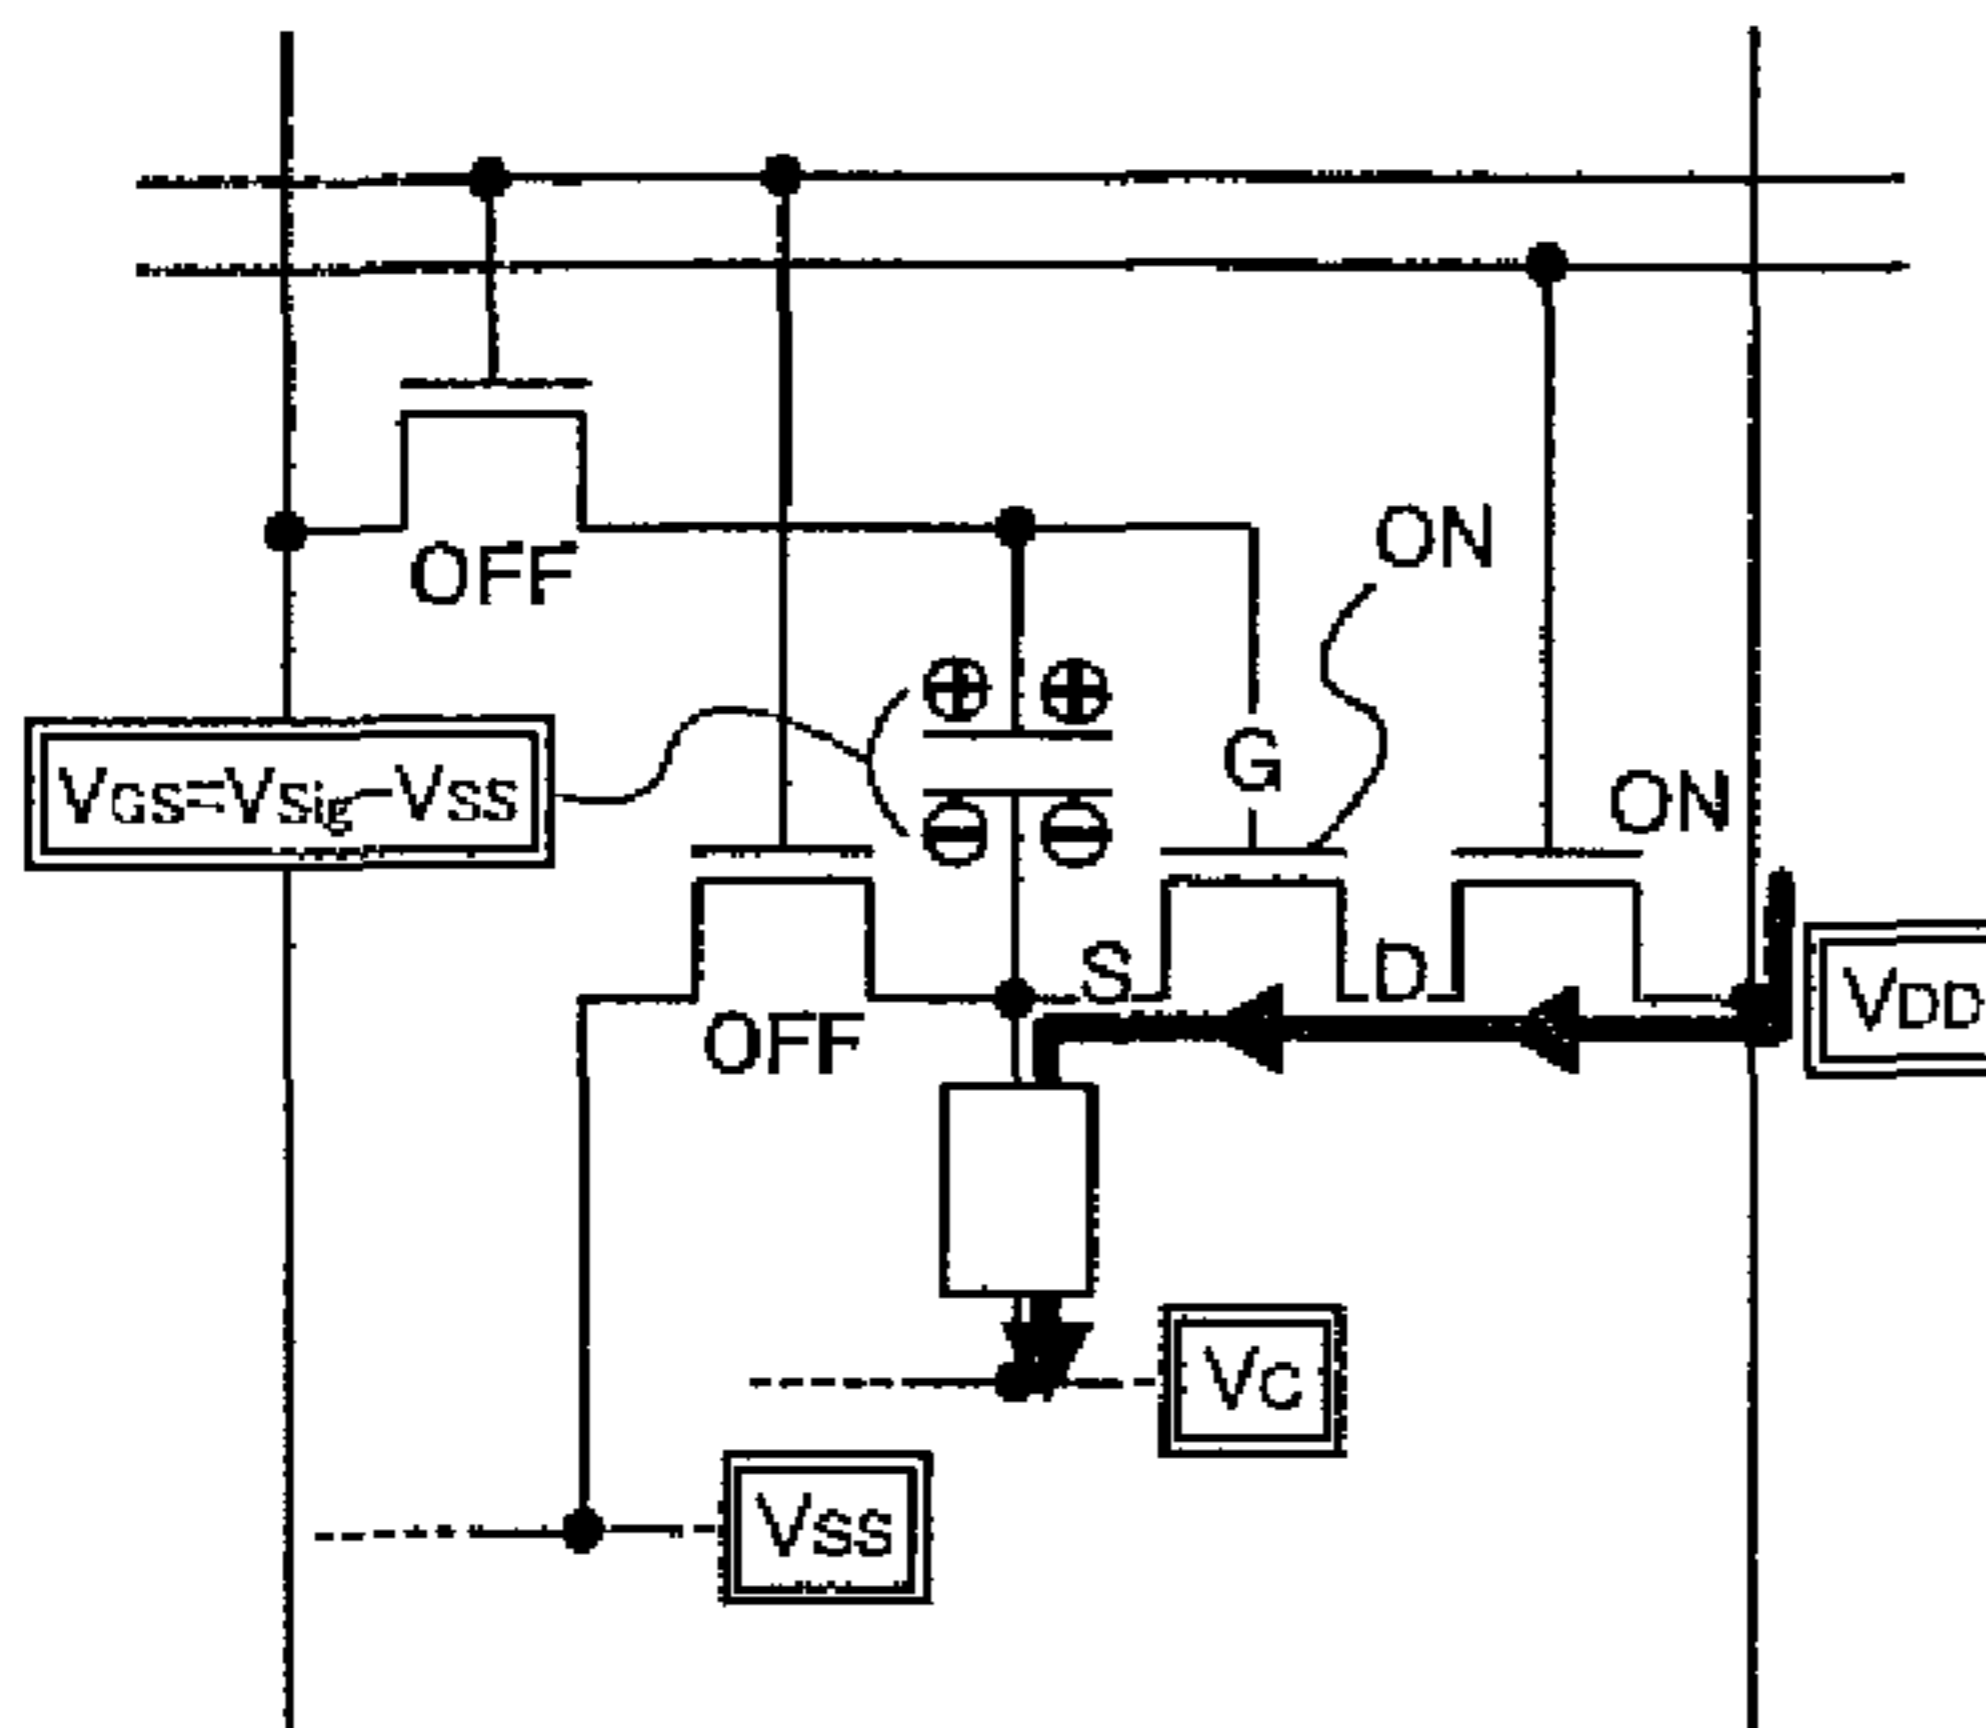 OFF
ON
⊕ ⊕
VGS=VSig–VSS
G
ON
⊖ ⊖
S
D
VDD
OFF
VC
VSS